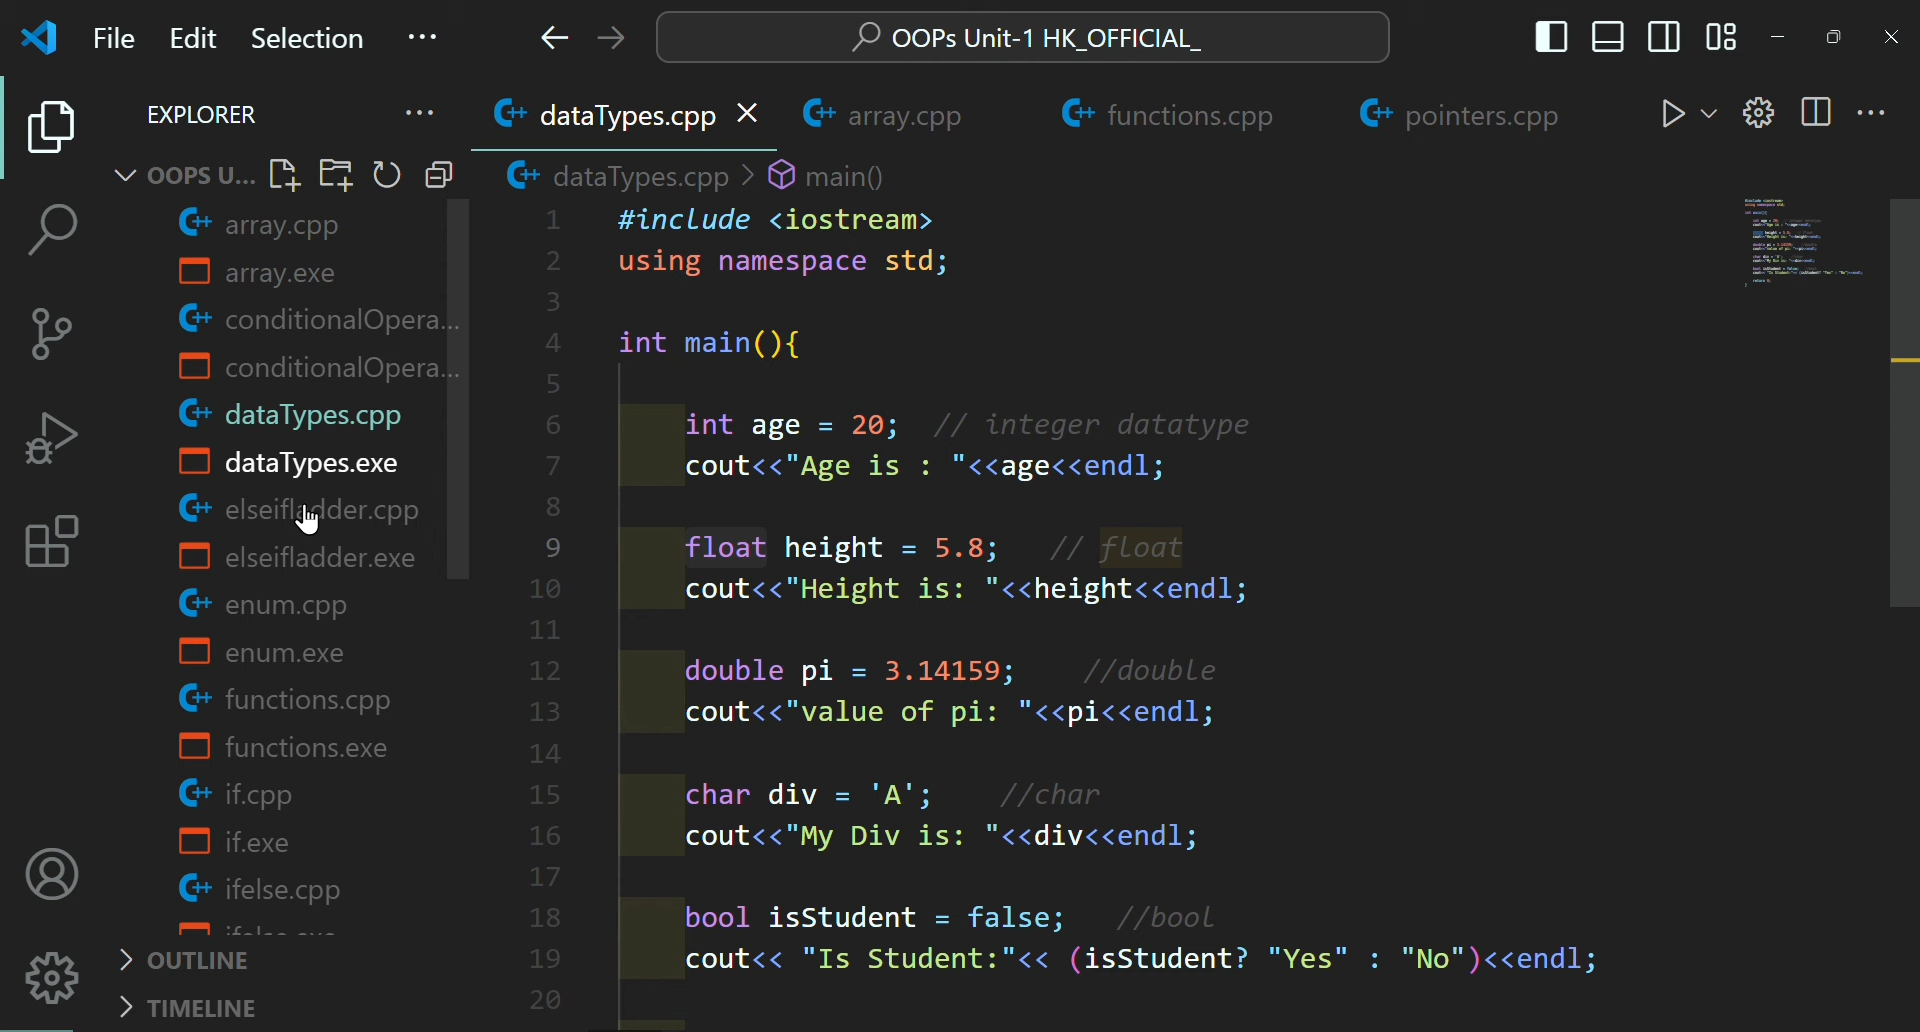 File Edit Selection ··· OOPs Unit-1 HK_OFFICIAL_
EXPLORER ···
OOPS U...
array.cpp
array.exe
conditionalOpera...
conditionalOpera...
dataTypes.cpp
dataTypes.exe
elseifladder.cpp
elseifladder.exe
enum.cpp
enum.exe
functions.cpp
functions.exe
if.cpp
if.exe
ifelse.cpp
OUTLINE
TIMELINE
dataTypes.cpp array.cpp functions.cpp pointers.cpp
dataTypes.cpp > main()
1 #include <iostream>
2 using namespace std;
3
4 int main(){
5
6 int age = 20; // integer datatype
7 cout<<"Age is : "<<age<<endl;
8
9 float height = 5.8; // float
10 cout<<"Height is: "<<height<<endl;
11
12 double pi = 3.14159; //double
13 cout<<"value of pi: "<<pi<<endl;
14
15 char div = 'A'; //char
16 cout<<"My Div is: "<<div<<endl;
17
18 bool isStudent = false; //bool
19 cout<< "Is Student:"<< (isStudent? "Yes" : "No")<<endl;
20